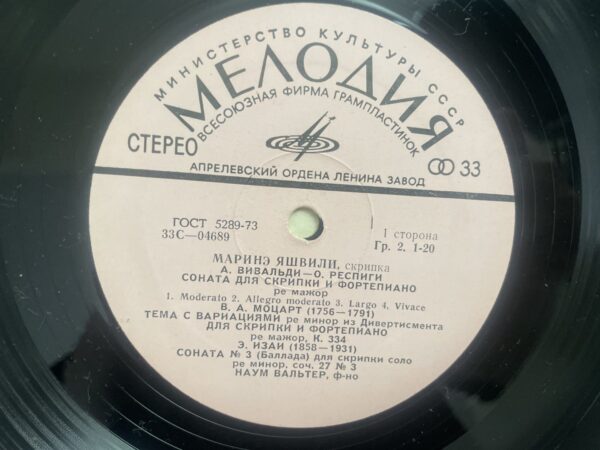 МИНИСТЕРСТВО КУЛЬТУРЫ СССР
МЕЛОДИЯ
ВСЕСОЮЗНАЯ ФИРМА ГРАМПЛАСТИНОК
СТЕРЕО
33
АПРЕЛЕВСКИЙ ОРДЕНА ЛЕНИНА ЗАВОД
ГОСТ 5289-73
33С—04689
I сторона
Гр. 2. 1-20
МАРИНЭ ЯШВИЛИ, скрипка
А. ВИВАЛЬДИ—О. РЕСПИГИ
СОНАТА ДЛЯ СКРИПКИ И ФОРТЕПИАНО
ре мажор
1. Moderato 2. Allegro moderato 3. Largo 4. Vivace
В. А. МОЦАРТ (1756—1791)
ТЕМА С ВАРИАЦИЯМИ ре минор из Дивертисмента
ДЛЯ СКРИПКИ И ФОРТЕПИАНО
ре мажор, К. 334
Э. ИЗАИ (1858—1931)
СОНАТА № 3 (Баллада) для скрипки соло
ре минор, соч. 27 № 3
НАУМ ВАЛЬТЕР, ф-но